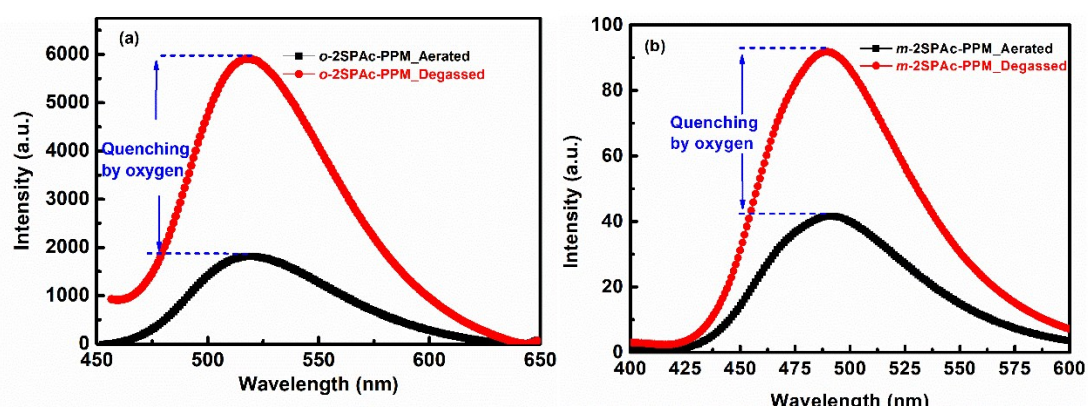 (a)
o-2SPAc-PPM_Aerated
o-2SPAc-PPM_Degassed
Quenching
by oxygen
Intensity (a.u.)
6000
5000
4000
3000
2000
1000
0
450
500
550
600
650
Wavelength (nm)
(b)
m-2SPAc-PPM_Aerated
m-2SPAc-PPM_Degassed
Quenching
by oxygen
Intensity (a.u.)
100
80
60
40
20
0
400
425
450
475
500
525
550
575
600
Wavelength (nm)